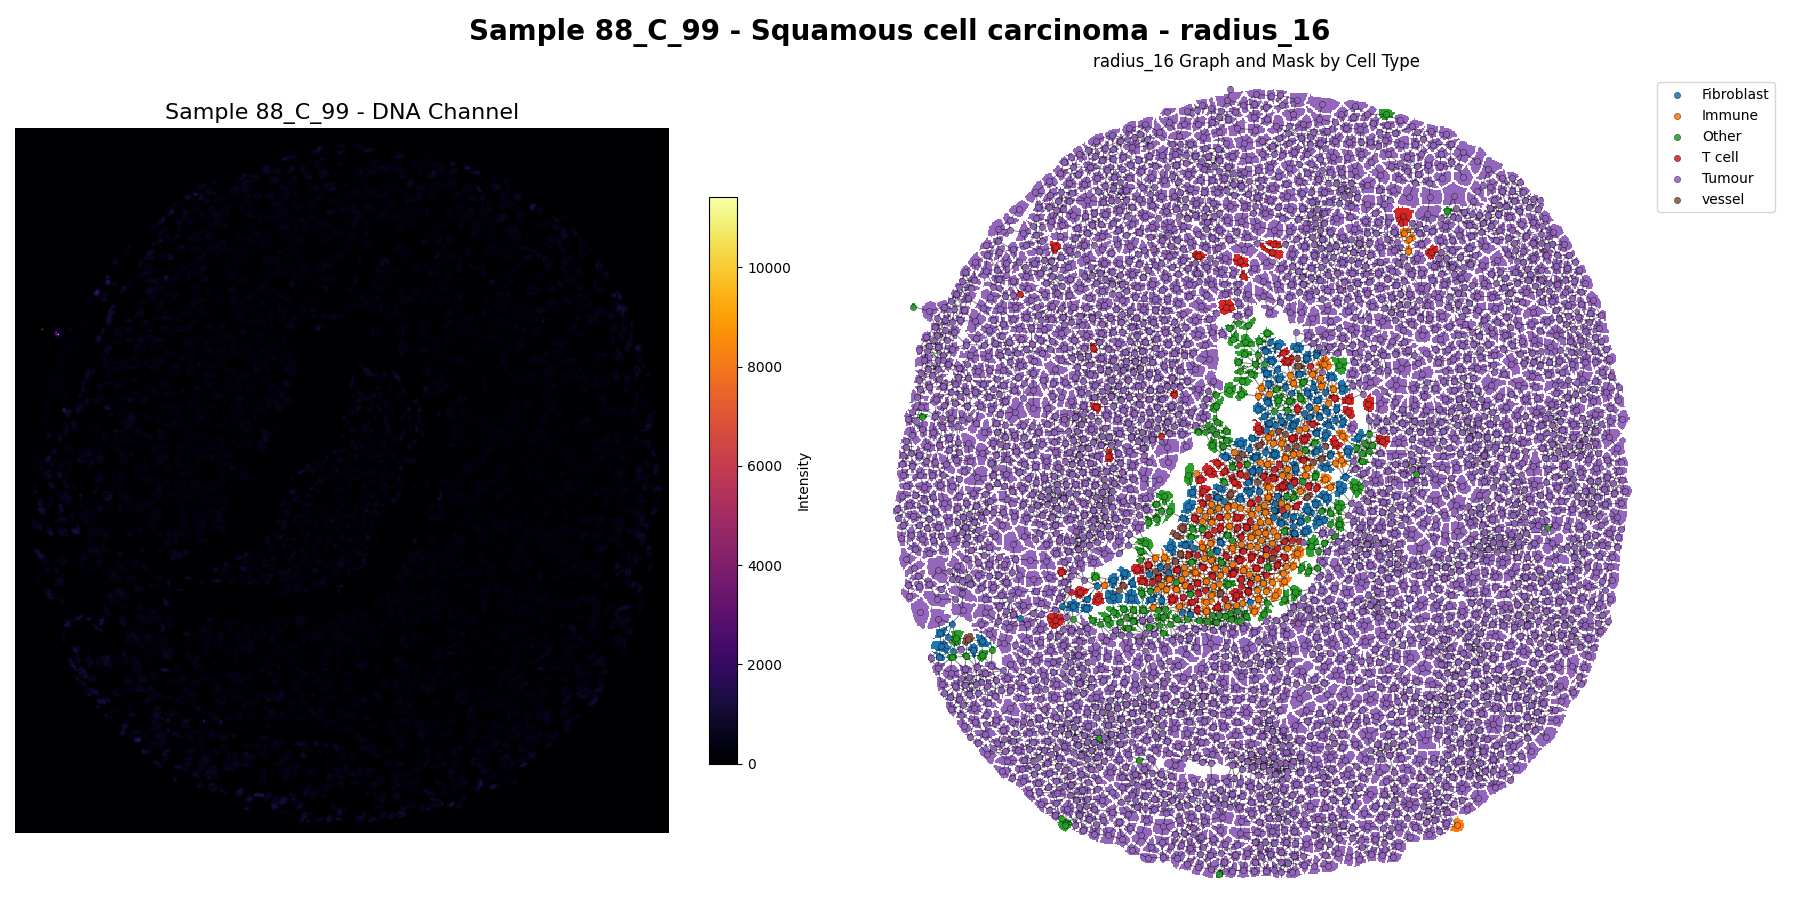 Sample 88_C_99 - Squamous cell carcinoma - radius_16
Sample 88_C_99 - DNA Channel
0
2000
4000
6000
8000
10000
Intensity
radius_16 Graph and Mask by Cell Type
Fibroblast
Immune
Other
T cell
Tumour
vessel